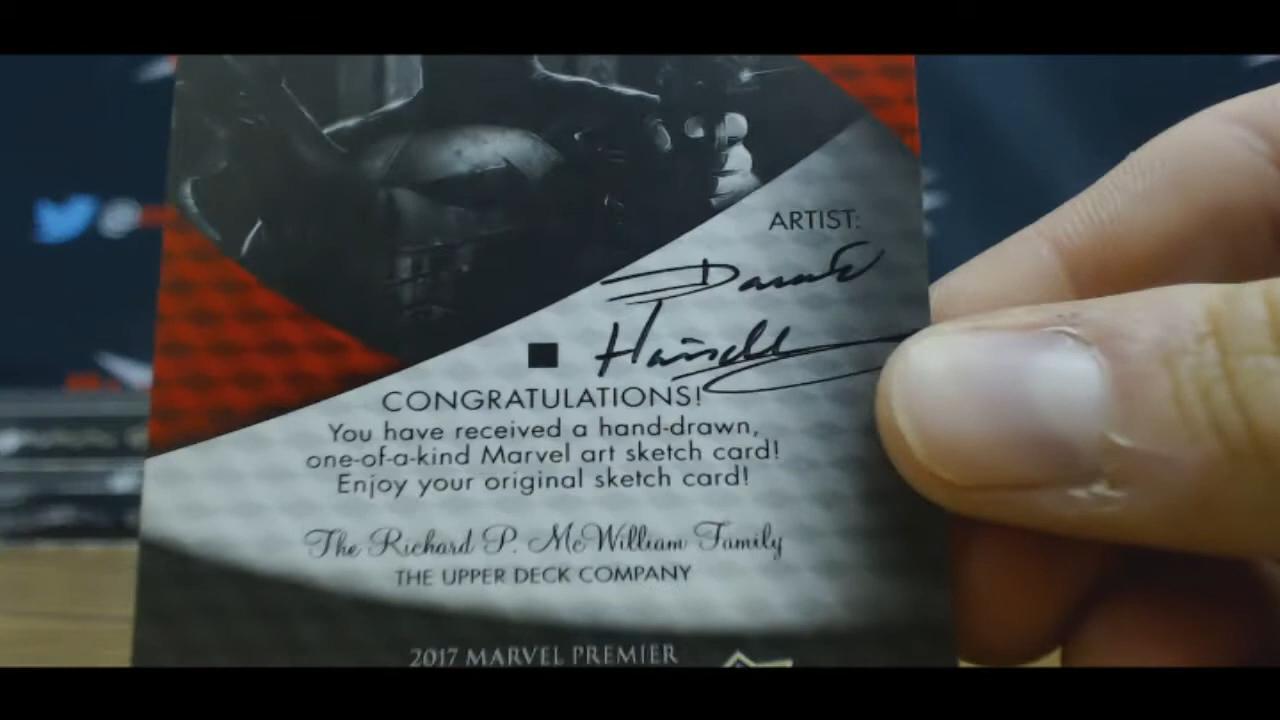 @
ARTIST:
CONGRATULATIONS!
You have received a hand-drawn,
one-of-a-kind Marvel art sketch card!
Enjoy your original sketch card!
The Richard P. McWilliam Family
THE UPPER DECK COMPANY
2017 MARVEL PREMIER